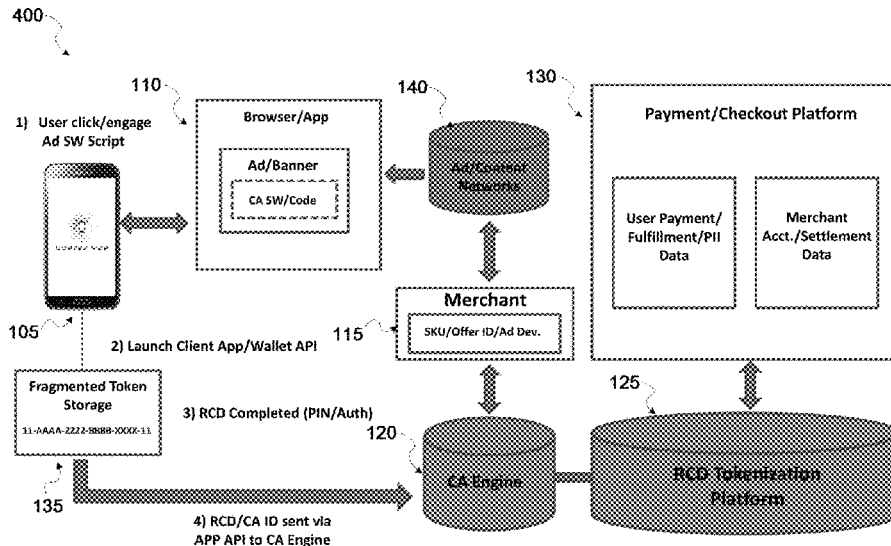 400
110
140
130
1) User click/engage
Ad SW Script
Browser/App
Ad/Banner
CA SW/Code
Ad/Content
Networks
Payment/Checkout Platform
User Payment/
Fulfillment/PII
Data
Merchant
Acct./Settlement
Data
105
Merchant
115
SKU/Offer ID/Ad Dev.
2) Launch Client App/Wallet API
Fragmented Token
Storage
11-AAAA-2222-BBBB-XXXX-11
135
3) RCD Completed (PIN/Auth)
120
125
CA Engine
RCD Tokenization
Platform
4) RCD/CA ID sent via
APP API to CA Engine